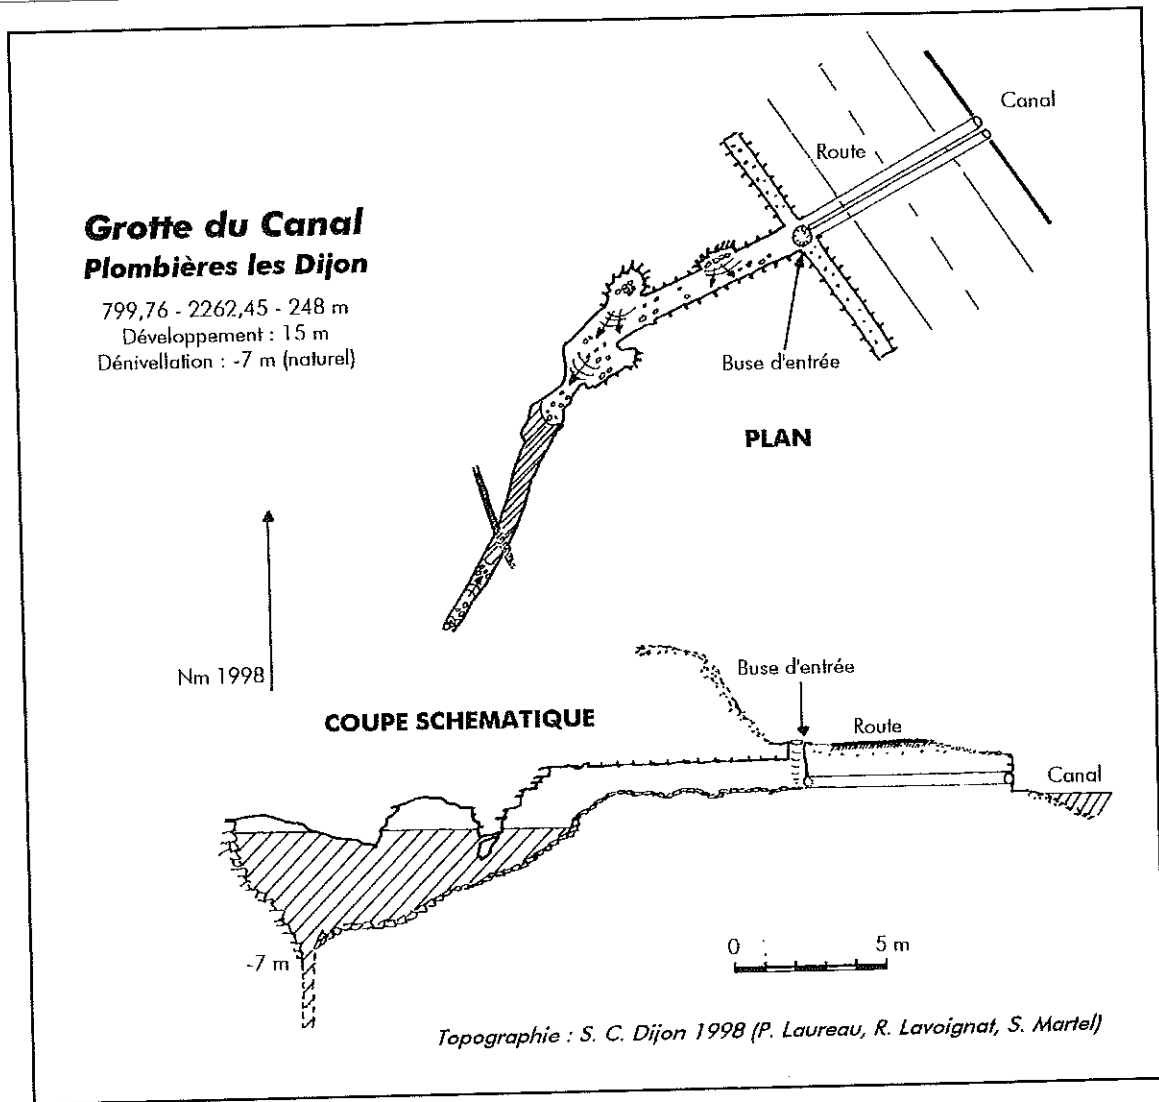 Grotte du Canal
Plombières les Dijon
799,76 - 2262,45 - 248 m
Développement : 15 m
Dénivellation : -7 m (naturel)
Canal
Route
Buse d'entrée
PLAN
Nm 1998
COUPE SCHEMATIQUE
Buse d'entrée
Route
Canal
-7 m
0 5 m
Topographie : S. C. Dijon 1998 (P. Laureau, R. Lavoignat, S. Martel)